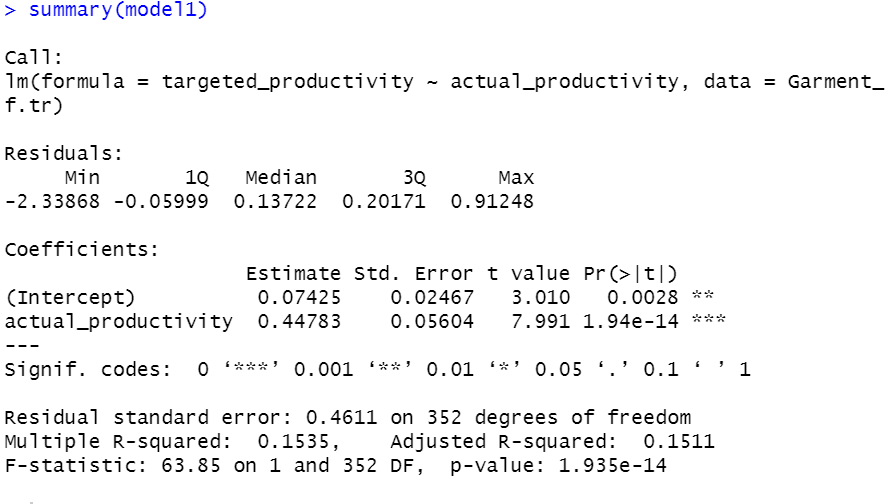 > summary(model1)
Call:
lm(formula = targeted_productivity ~ actual_productivity, data = Garment_
f.tr)
Residuals:
     Min       1Q   Median       3Q      Max
-2.33868 -0.05999  0.13722  0.20171  0.91248
Coefficients:
                    Estimate Std. Error t value Pr(>|t|)
(Intercept)          0.07425    0.02467   3.010   0.0028 **
actual_productivity  0.44783    0.05604   7.991 1.94e-14 ***
---
Signif. codes:  0 ‘***’ 0.001 ‘**’ 0.01 ‘*’ 0.05 ‘.’ 0.1 ‘ ’ 1
Residual standard error: 0.4611 on 352 degrees of freedom
Multiple R-squared:  0.1535,    Adjusted R-squared:  0.1511
F-statistic: 63.85 on 1 and 352 DF,  p-value: 1.935e-14